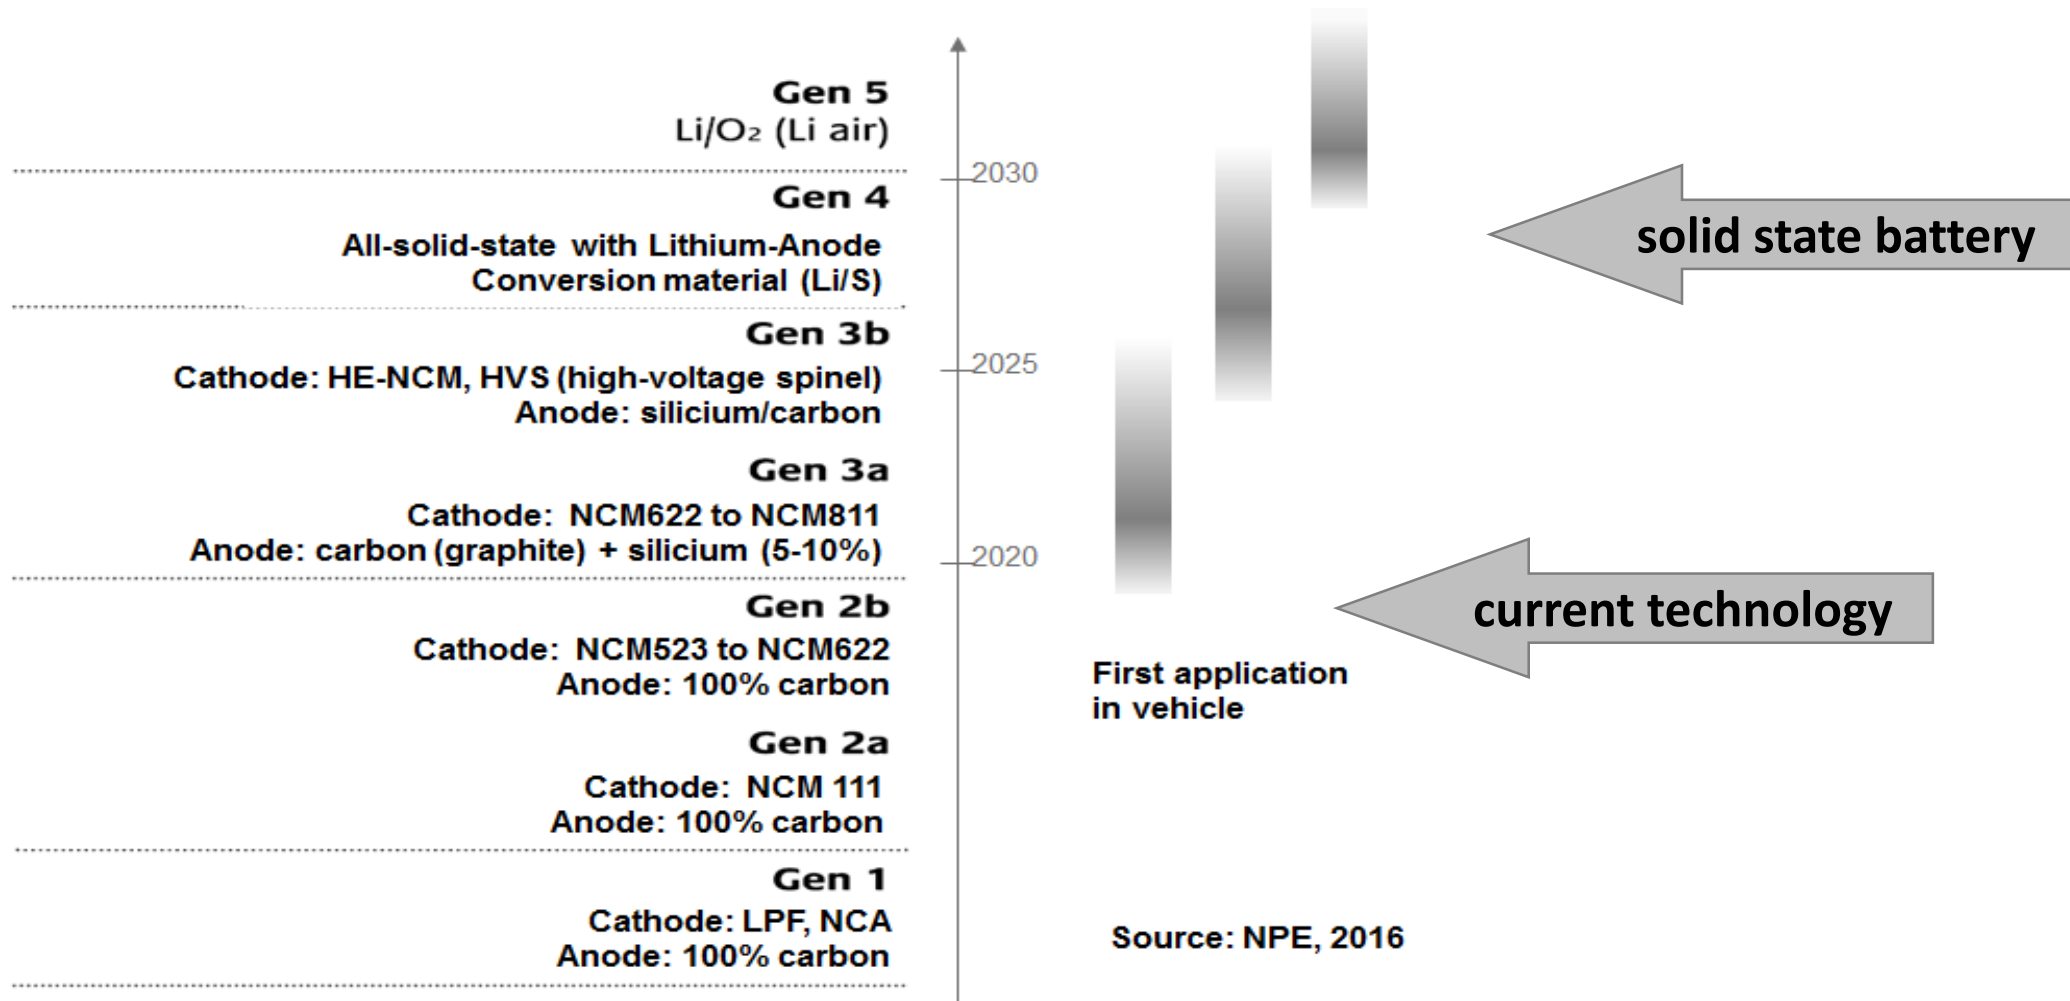 Gen 5
Li/O₂ (Li air)
2030
Gen 4
All-solid-state with Lithium-Anode
Conversion material (Li/S)
solid state battery
Gen 3b
Cathode: HE-NCM, HVS (high-voltage spinel)
Anode: silicium/carbon
2025
Gen 3a
Cathode: NCM622 to NCM811
Anode: carbon (graphite) + silicium (5-10%)
2020
Gen 2b
Cathode: NCM523 to NCM622
Anode: 100% carbon
current technology
First application
in vehicle
Gen 2a
Cathode: NCM 111
Anode: 100% carbon
Gen 1
Cathode: LPF, NCA
Anode: 100% carbon
Source: NPE, 2016